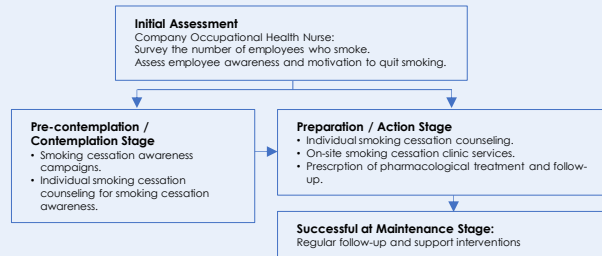 Initial Assessment
Company Occupational Health Nurse:
Survey the number of employees who smoke.
Assess employee awareness and motivation to quit smoking.
Pre-contemplation /
Contemplation Stage
• Smoking cessation awareness
campaigns.
• Individual smoking cessation
counseling for smoking cessation
awareness.
Preparation / Action Stage
• Individual smoking cessation counseling.
• On-site smoking cessation clinic services.
• Prescrption of pharmacological treatment and follow-
up.
Successful at Maintenance Stage:
Regular follow-up and support interventions